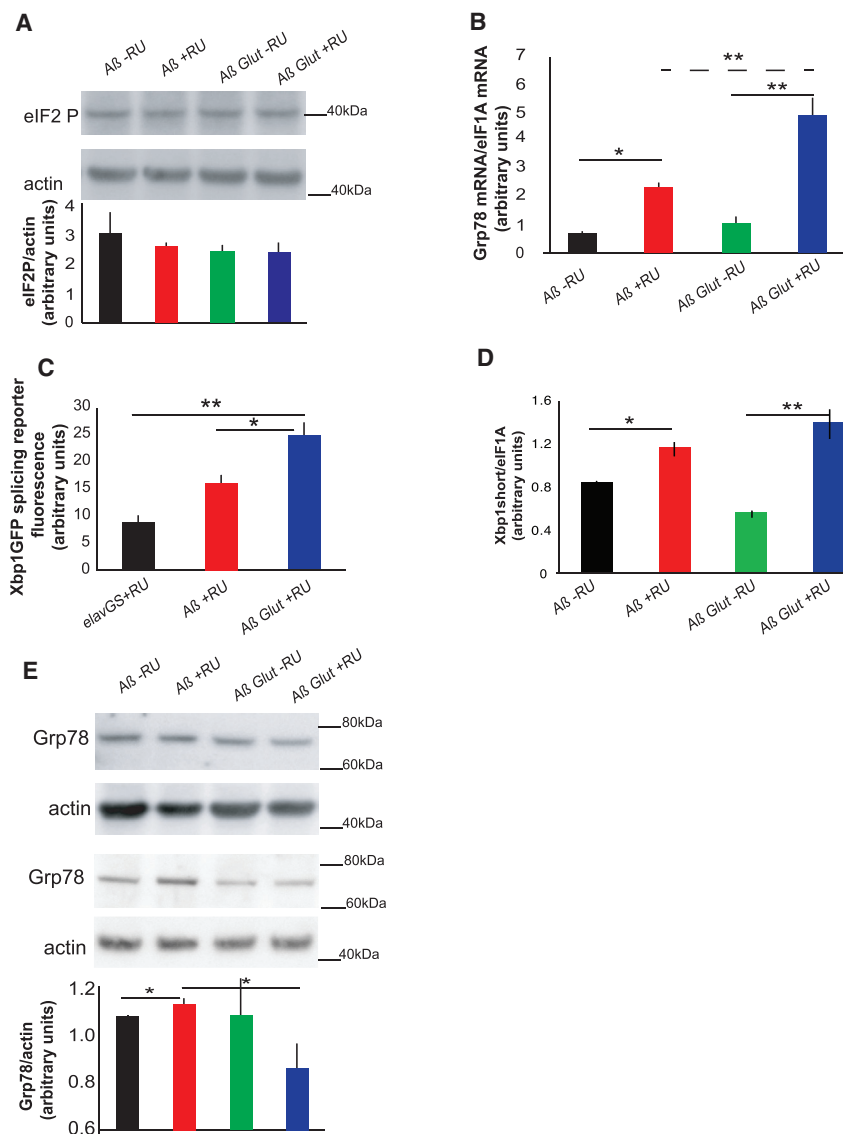 A
Aß -RU
Aß +RU
Aß Glut -RU
Aß Glut +RU
eIF2 P
40kDa
actin
40kDa
eIF2P/actin
(arbitrary units)
4
3
2
1
0
B
Grp78 mRNA/eIF1A mRNA
(arbitrary units)
7
6
5
4
3
2
1
0
*
**
**
Aß -RU
Aß +RU
Aß Glut -RU
Aß Glut +RU
C
Xbp1GFP splicing reporter
fluorescence
(arbitrary units)
30
25
20
15
10
5
0
**
*
elavGS+RU
Aß +RU
Aß Glut +RU
D
Xbp1short/eIF1A
(arbitrary units)
1.6
1.2
0.8
0.4
0
*
**
Aß -RU
Aß +RU
Aß Glut -RU
Aß Glut +RU
E
Aß -RU
Aß +RU
Aß Glut -RU
Aß Glut +RU
Grp78
80kDa
60kDa
actin
40kDa
Grp78
80kDa
60kDa
actin
40kDa
Grp78/actin
(arbitrary units)
1.2
1.0
0.8
0.6
*
*